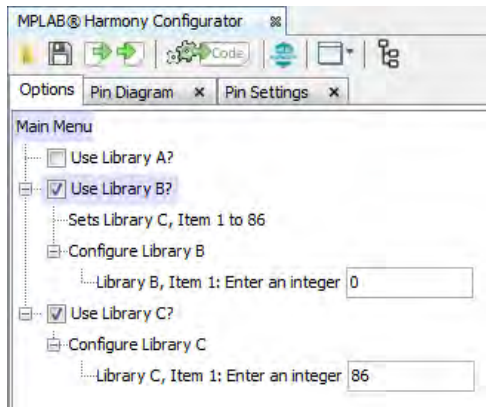 MPLAB® Harmony Configurator
Code
Options Pin Diagram Pin Settings
Main Menu
Use Library A?
Use Library B?
Sets Library C, Item 1 to 86
Configure Library B
Library B, Item 1: Enter an integer 0
Use Library C?
Configure Library C
Library C, Item 1: Enter an integer 86